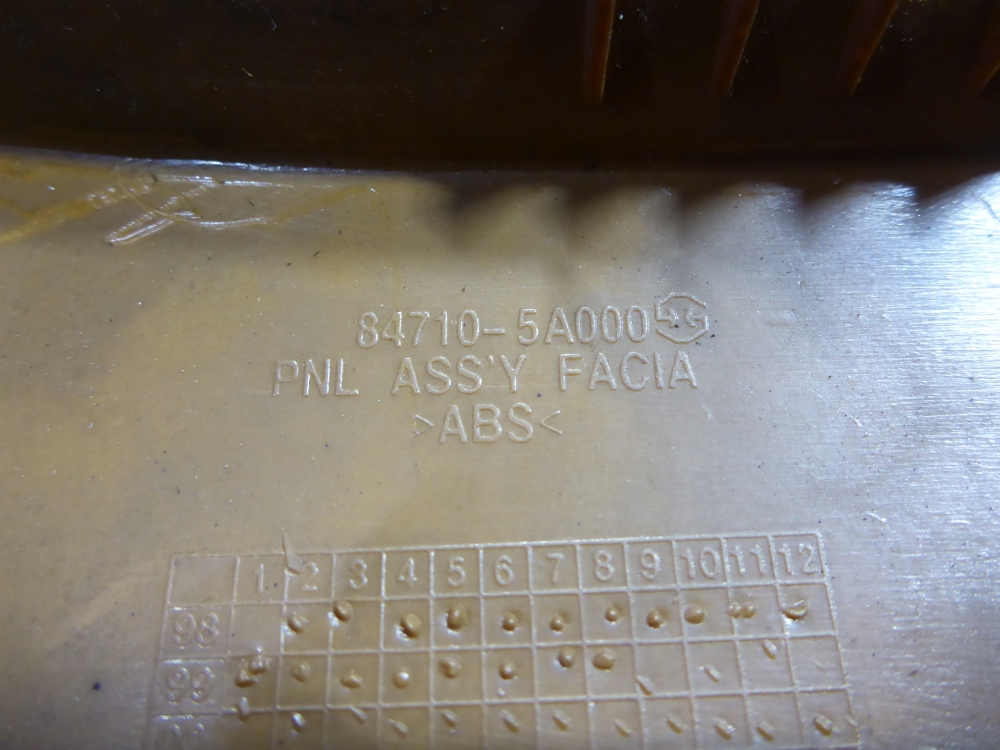 84710-5A000
PNL ASS'Y FACIA
>ABS<
1 2 3 4 5 6 7 8 9 10 11 12
98
99